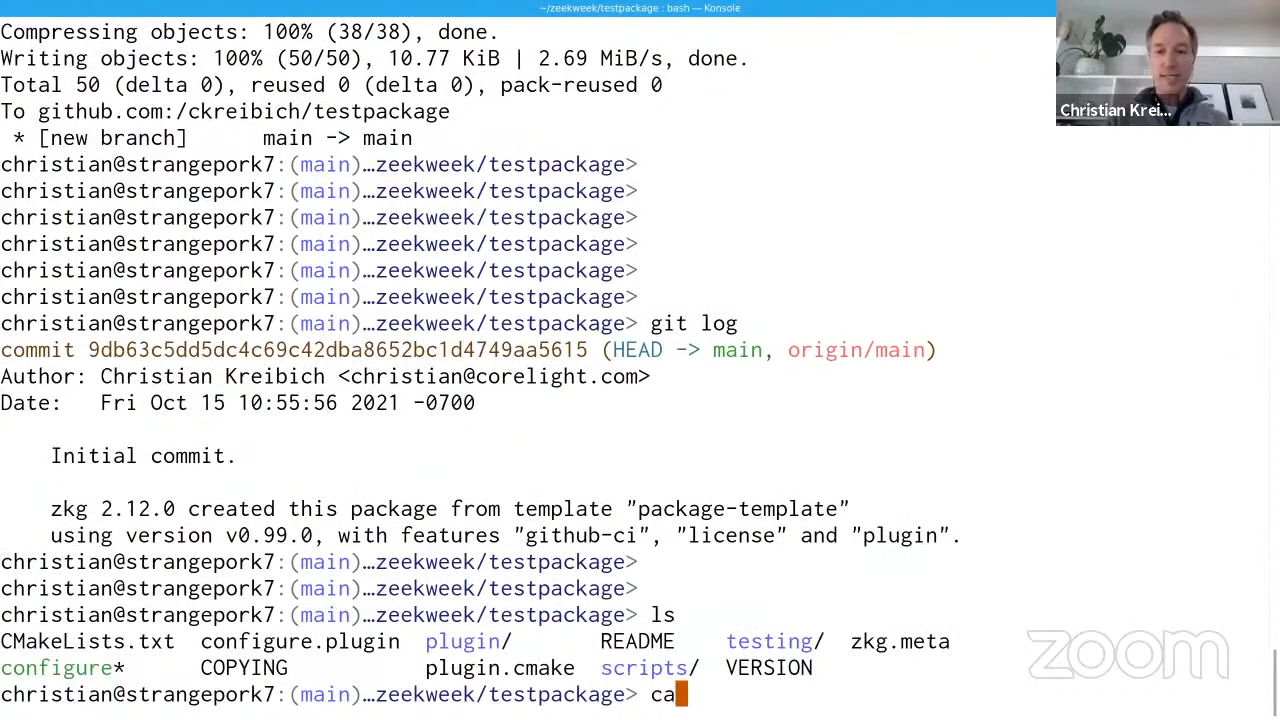 ~/zeekweek/testpackage : bash — Konsole
Compressing objects: 100% (38/38), done.
Writing objects: 100% (50/50), 10.77 KiB | 2.69 MiB/s, done.
Total 50 (delta 0), reused 0 (delta 0), pack-reused 0
To github.com:/ckreibich/testpackage
 * [new branch]      main -> main
christian@strangepork7:(main)…zeekweek/testpackage>
christian@strangepork7:(main)…zeekweek/testpackage>
christian@strangepork7:(main)…zeekweek/testpackage>
christian@strangepork7:(main)…zeekweek/testpackage>
christian@strangepork7:(main)…zeekweek/testpackage>
christian@strangepork7:(main)…zeekweek/testpackage>
christian@strangepork7:(main)…zeekweek/testpackage> git log
commit 9db63c5dd5dc4c69c42dba8652bc1d4749aa5615 (HEAD -> main, origin/main)
Author: Christian Kreibich <christian@corelight.com>
Date:   Fri Oct 15 10:55:56 2021 -0700
    Initial commit.
    zkg 2.12.0 created this package from template "package-template"
    using version v0.99.0, with features "github-ci", "license" and "plugin".
christian@strangepork7:(main)…zeekweek/testpackage>
christian@strangepork7:(main)…zeekweek/testpackage>
christian@strangepork7:(main)…zeekweek/testpackage> ls
CMakeLists.txt  configure.plugin  plugin/       README    testing/  zkg.meta
configure*      COPYING           plugin.cmake  scripts/  VERSION
christian@strangepork7:(main)…zeekweek/testpackage> ca
Christian Krei...
zoom